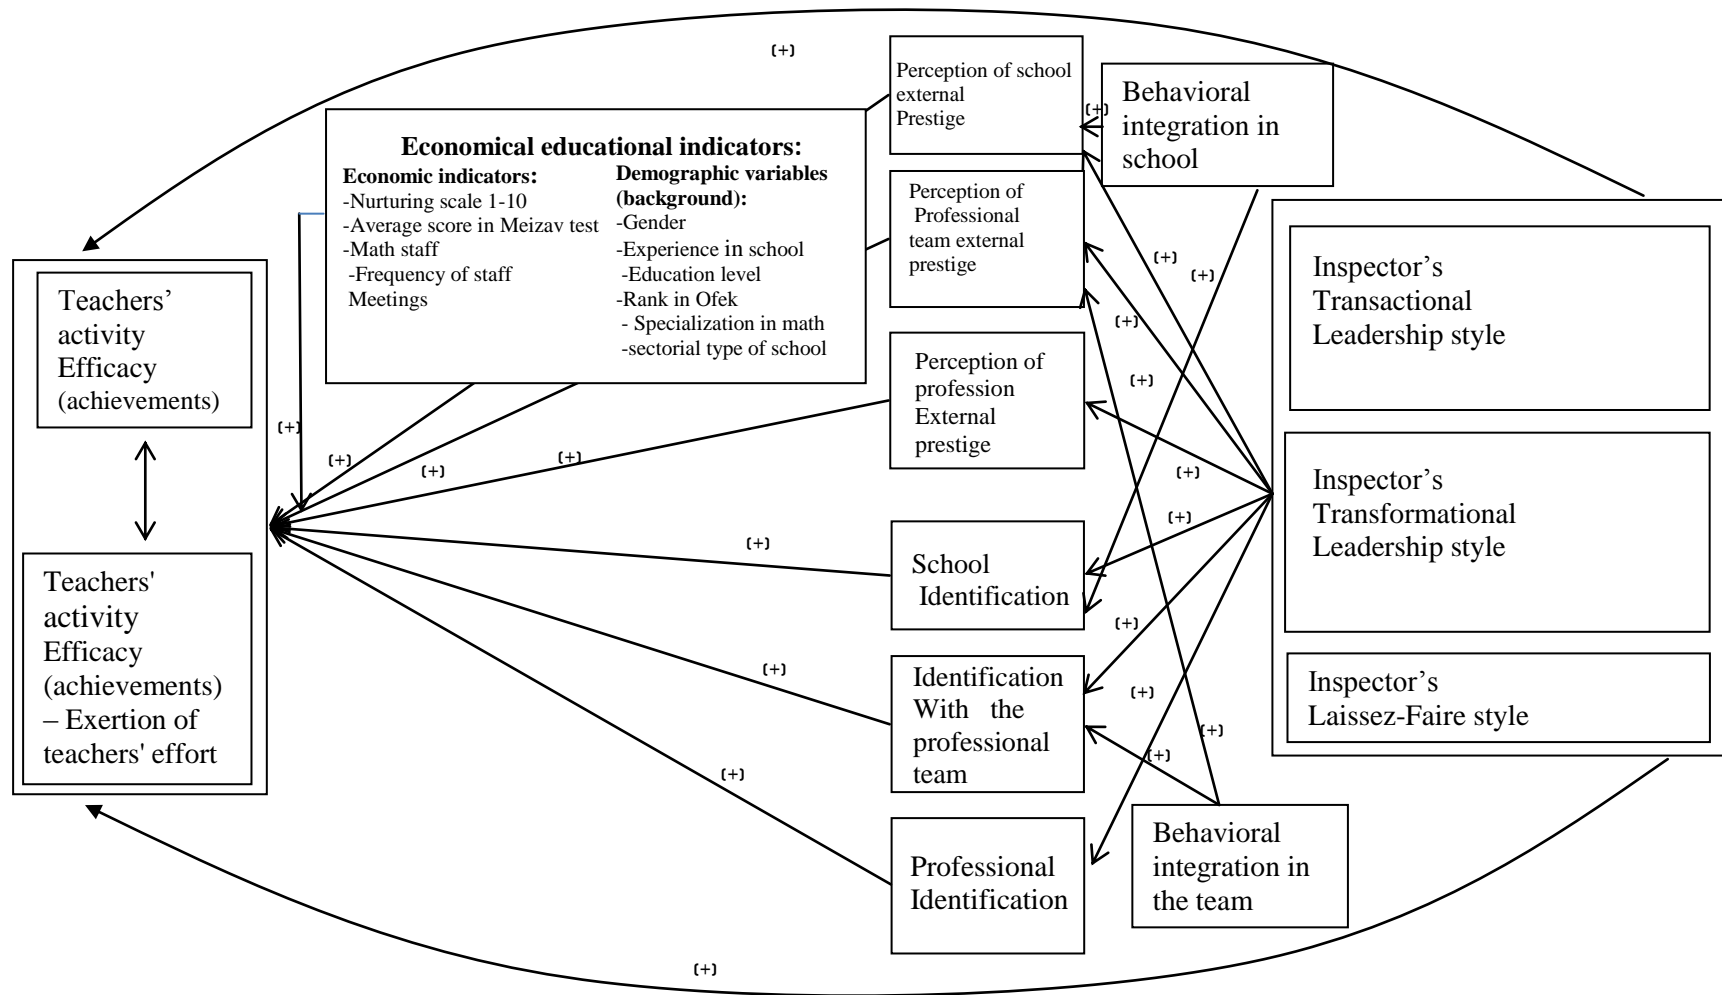 (+)
Perception of school
external
Prestige
(+)
Behavioral
integration in
school
Economical educational indicators:
Economic indicators:
-Nurturing scale 1-10
-Average score in Meizav test
-Math staff
-Frequency of staff
Meetings
Demographic variables
(background):
-Gender
-Experience in school
-Education level
-Rank in Ofek
- Specialization in math
-sectorial type of school
Perception of
Professional
team external
prestige
(+)
(+)
(+)
(+)
Inspector’s
Transactional
Leadership style
Teachers’
activity
Efficacy
(achievements)
Perception of
profession
External
prestige
(+)
(+)
(+)
(+)
(+)
(+)
Inspector’s
Transformational
Leadership style
School
Identification
(+)
(+)
Teachers'
activity
Efficacy
(achievements)
– Exertion of
teachers' effort
Identification
With the
professional
team
(+)
(+)
(+)
(+)
(+)
Inspector’s
Laissez-Faire style
Professional
Identification
Behavioral
integration in
the team
(+)